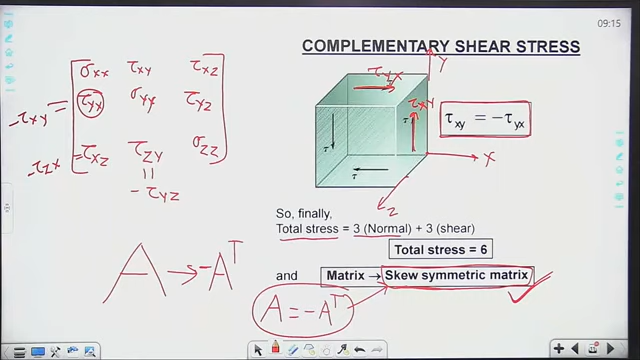 09:15
COMPLEMENTARY SHEAR STRESS
σxx τxy τxz
-τxy = τyx σyy τyz
-τzx = τxz τzy σzz
=
-τyz
Y
τyx
τxy
τxy = −τyx
X
τ
τ
Z
So, finally,
Total stress = 3 (Normal) + 3 (shear)
Total stress = 6
and Matrix → Skew symmetric matrix
A → -Aᵀ
A = -Aᵀ